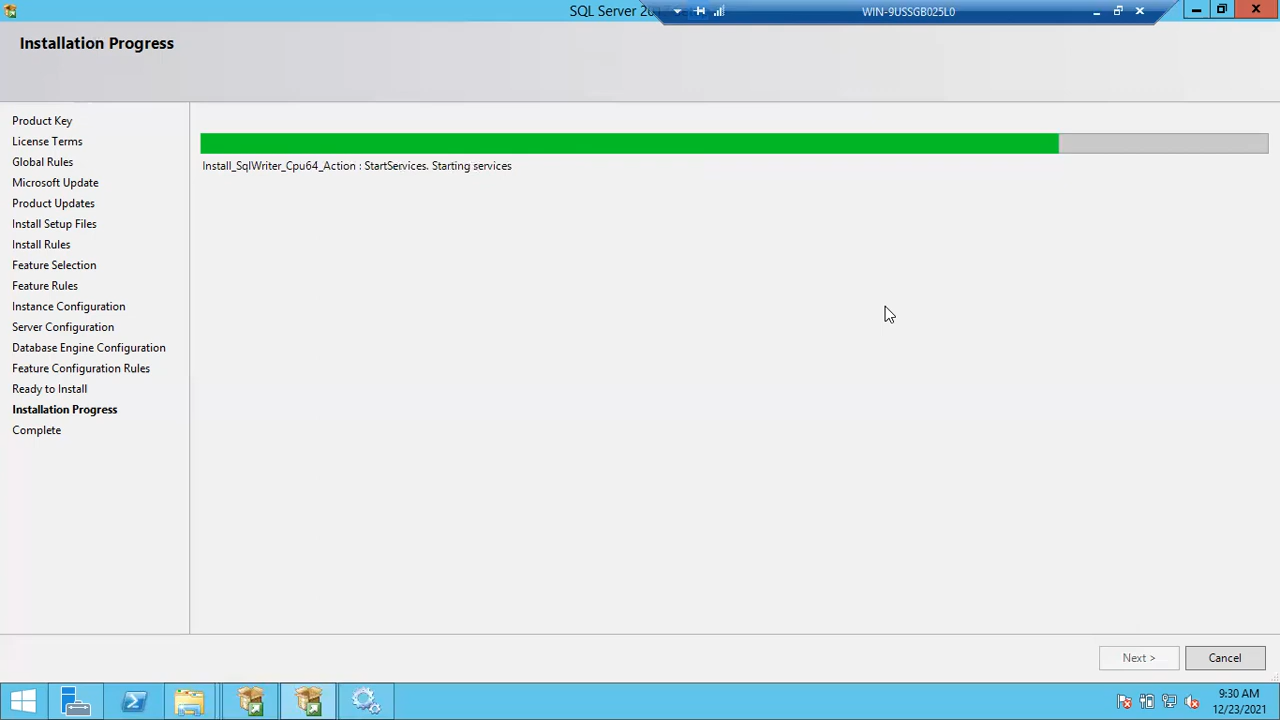 SQL Server 20
WIN-9USSGB025L0
Installation Progress
Product Key
License Terms
Global Rules
Microsoft Update
Product Updates
Install Setup Files
Install Rules
Feature Selection
Feature Rules
Instance Configuration
Server Configuration
Database Engine Configuration
Feature Configuration Rules
Ready to Install
Installation Progress
Complete
Install_SqlWriter_Cpu64_Action : StartServices. Starting services
Next >
Cancel
9:30 AM
12/23/2021